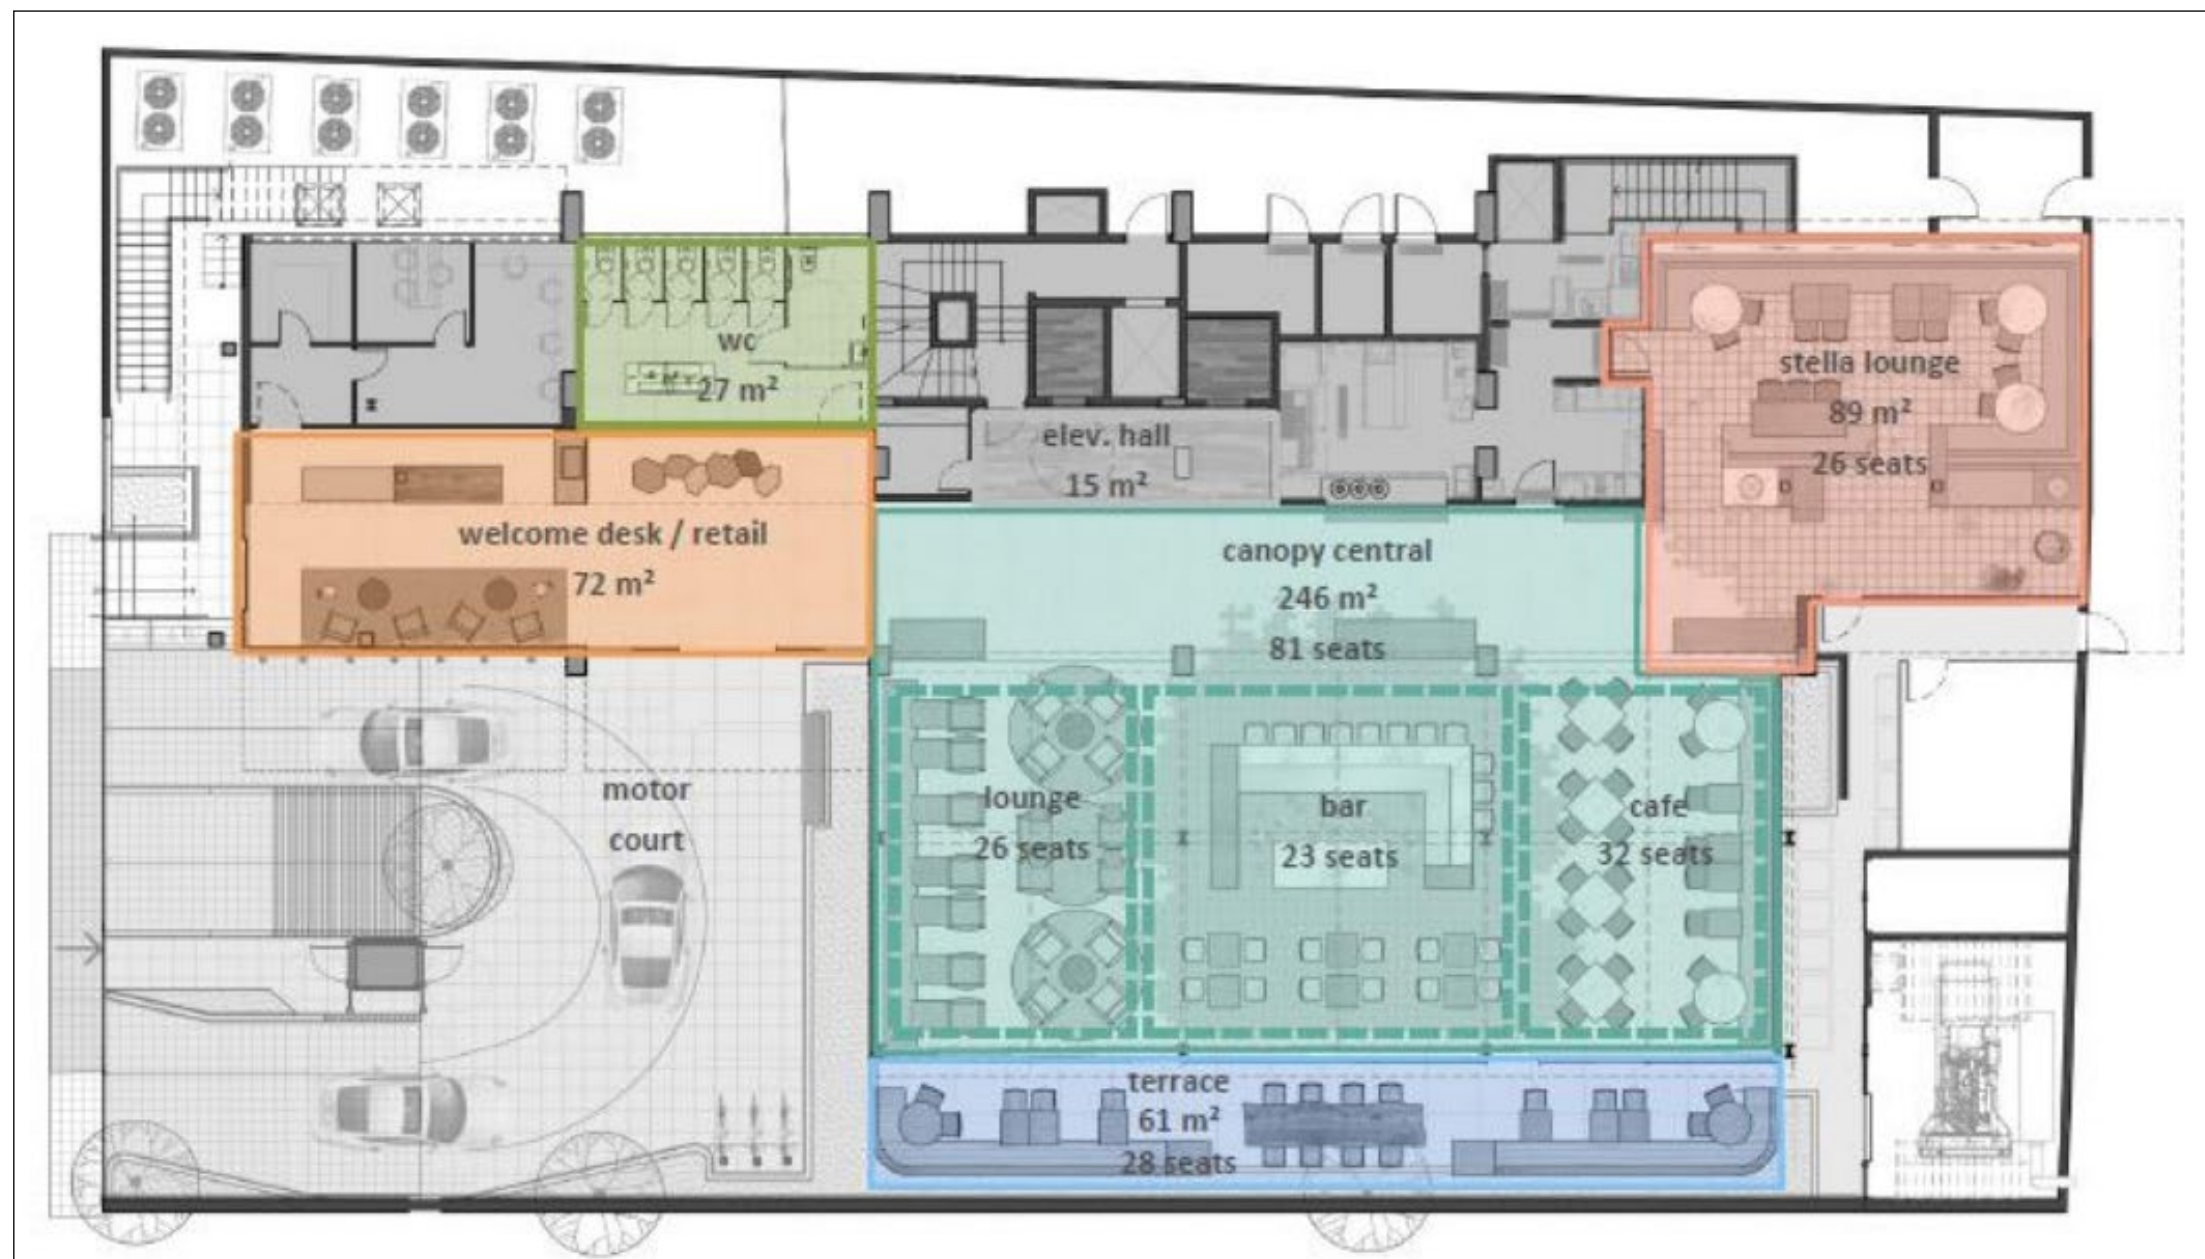 wc
27 m²
stella lounge
89 m²
26 seats
elev. hall
15 m²
welcome desk / retail
72 m²
canopy central
246 m²
81 seats
motor
court
lounge
26 seats
bar
23 seats
cafe
32 seats
terrace
61 m²
28 seats